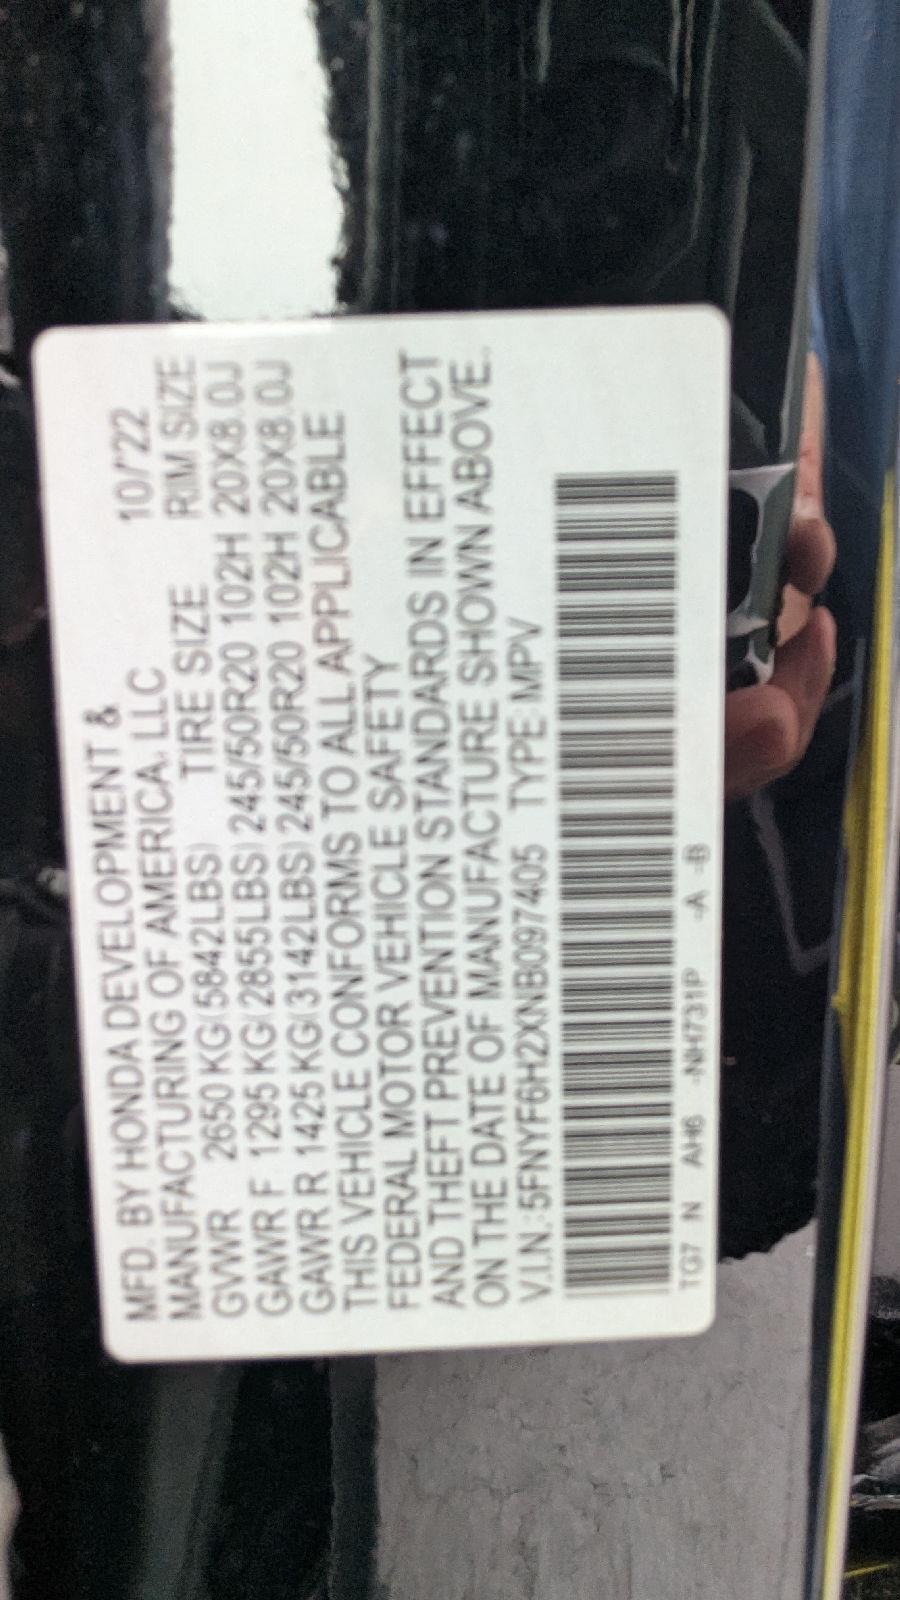 MFD. BY HONDA DEVELOPMENT & 10/'22
MANUFACTURING OF AMERICA, LLC
TIRE SIZE RIM SIZE
GVWR 2650 KG(5842LBS)
GAWR F 1295 KG(2855LBS) 245/50R20 102H 20X8.0J
GAWR R 1425 KG(3142LBS) 245/50R20 102H 20X8.0J
THIS VEHICLE CONFORMS TO ALL APPLICABLE
FEDERAL MOTOR VEHICLE SAFETY
AND THEFT PREVENTION STANDARDS IN EFFECT
ON THE DATE OF MANUFACTURE SHOWN ABOVE.
V.I.N.:5FNYF6H2XNB097405 TYPE:MPV
TG7 N AH6 -NH731P -A -B